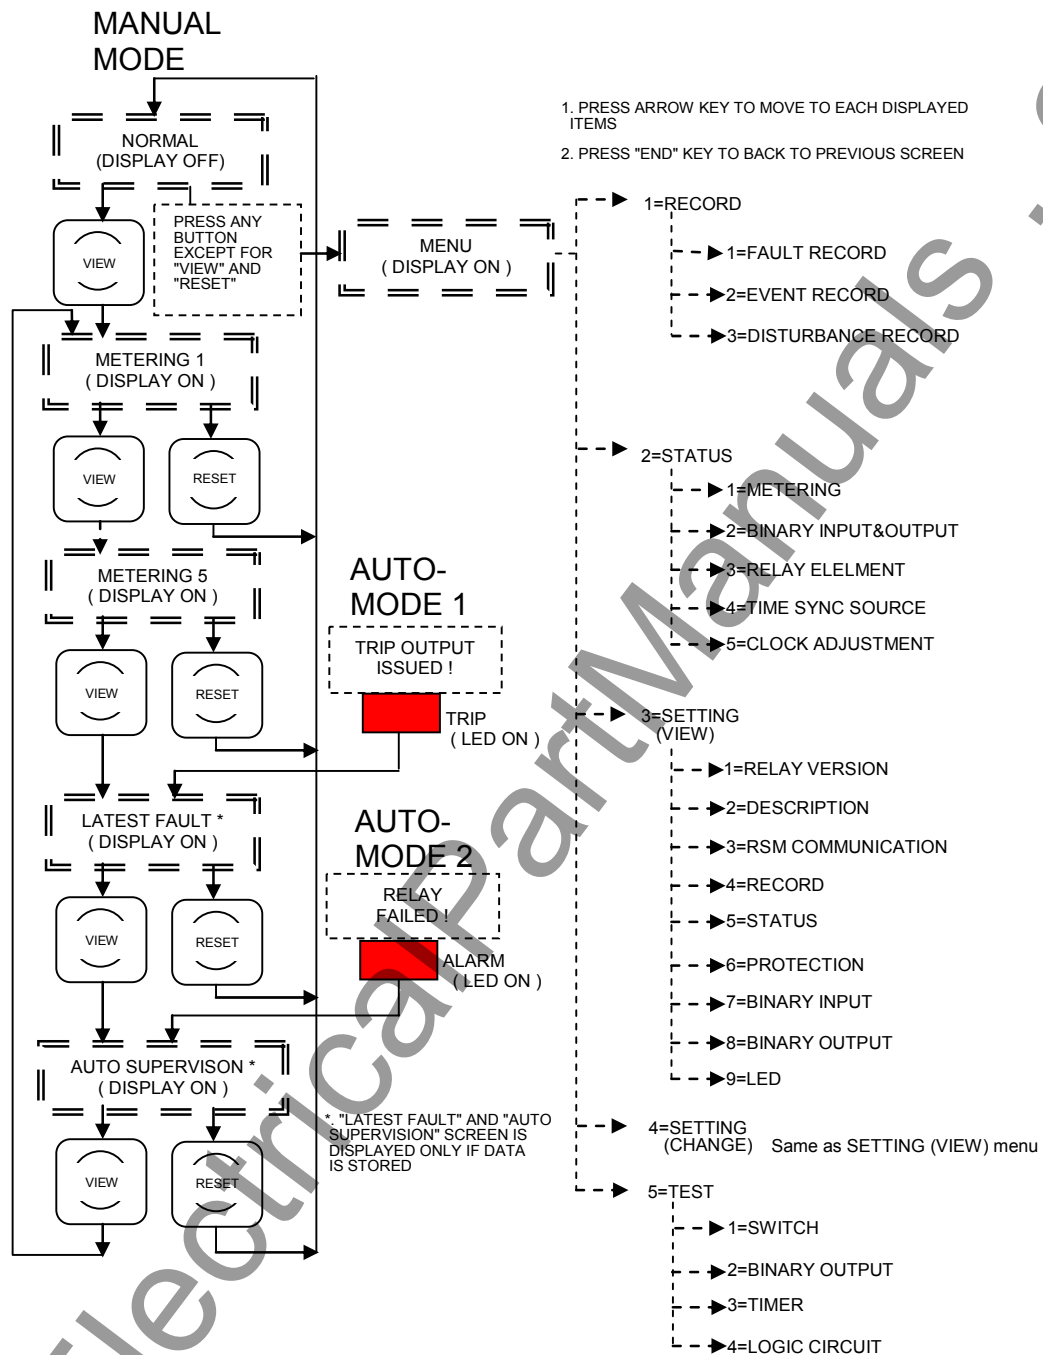 MANUAL
MODE
NORMAL
(DISPLAY OFF)
VIEW
PRESS ANY
BUTTON
EXCEPT FOR
"VIEW" AND
"RESET"
METERING 1
( DISPLAY ON )
VIEW
RESET
METERING 5
( DISPLAY ON )
VIEW
RESET
LATEST FAULT *
( DISPLAY ON )
VIEW
RESET
AUTO SUPERVISON *
( DISPLAY ON )
VIEW
RESET
AUTO-
MODE 1
TRIP OUTPUT
ISSUED !
TRIP
( LED ON )
AUTO-
MODE 2
RELAY
FAILED !
ALARM
( LED ON )
*. "LATEST FAULT" AND "AUTO
SUPERVISION" SCREEN IS
DISPLAYED ONLY IF DATA
IS STORED
MENU
( DISPLAY ON )
1. PRESS ARROW KEY TO MOVE TO EACH DISPLAYED
ITEMS
2. PRESS "END" KEY TO BACK TO PREVIOUS SCREEN
1=RECORD
1=FAULT RECORD
2=EVENT RECORD
3=DISTURBANCE RECORD
2=STATUS
1=METERING
2=BINARY INPUT&OUTPUT
3=RELAY ELELMENT
4=TIME SYNC SOURCE
5=CLOCK ADJUSTMENT
3=SETTING
(VIEW)
1=RELAY VERSION
2=DESCRIPTION
3=RSM COMMUNICATION
4=RECORD
5=STATUS
6=PROTECTION
7=BINARY INPUT
8=BINARY OUTPUT
9=LED
4=SETTING
(CHANGE) Same as SETTING (VIEW) menu
5=TEST
1=SWITCH
2=BINARY OUTPUT
3=TIMER
4=LOGIC CIRCUIT
ElectricalPartManuals .